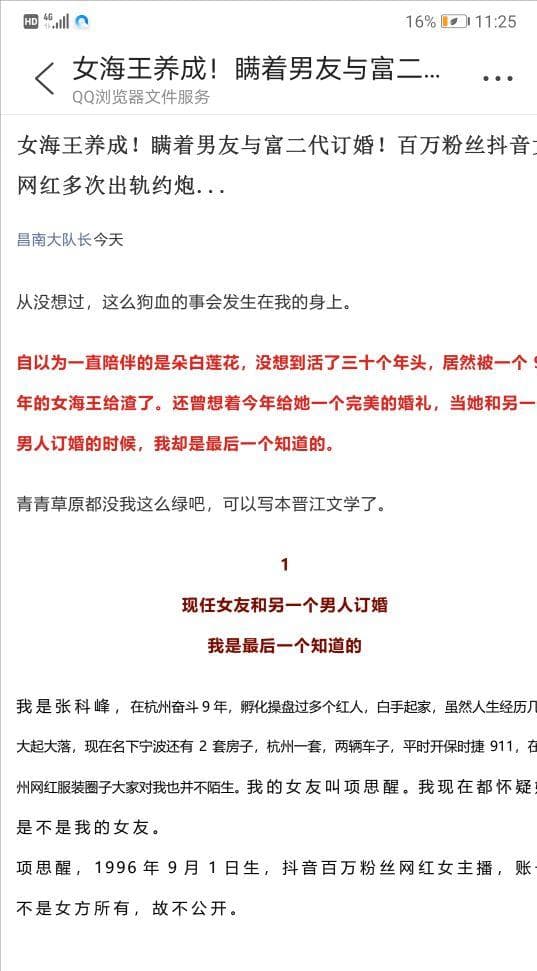 HD 4G 16% 11:25
女海王养成！瞒着男友与富二...
QQ浏览器文件服务
女海王养成！瞒着男友与富二代订婚！百万粉丝抖音
网红多次出轨约炮...
昌南大队长今天
从没想过，这么狗血的事会发生在我的身上。
自以为一直陪伴的是朵白莲花，没想到活了三十个年头，居然被一个 9
年的女海王给渣了。还曾想着今年给她一个完美的婚礼，当她和另一
男人订婚的时候，我却是最后一个知道的。
青青草原都没我这么绿吧，可以写本晋江文学了。
1
现任女友和另一个男人订婚
我是最后一个知道的
我是张科峰，在杭州奋斗9年，孵化操盘过多个红人，白手起家，虽然人生经历几
大起大落，现在名下宁波还有 2 套房子，杭州一套，两辆车子，平时开保时捷 911，在
州网红服装圈子大家对我也并不陌生。我的女友叫项思醒。我现在都怀疑
是不是我的女友。
项思醒，1996 年 9 月 1 日生，抖音百万粉丝网红女主播，账
不是女方所有，故不公开。